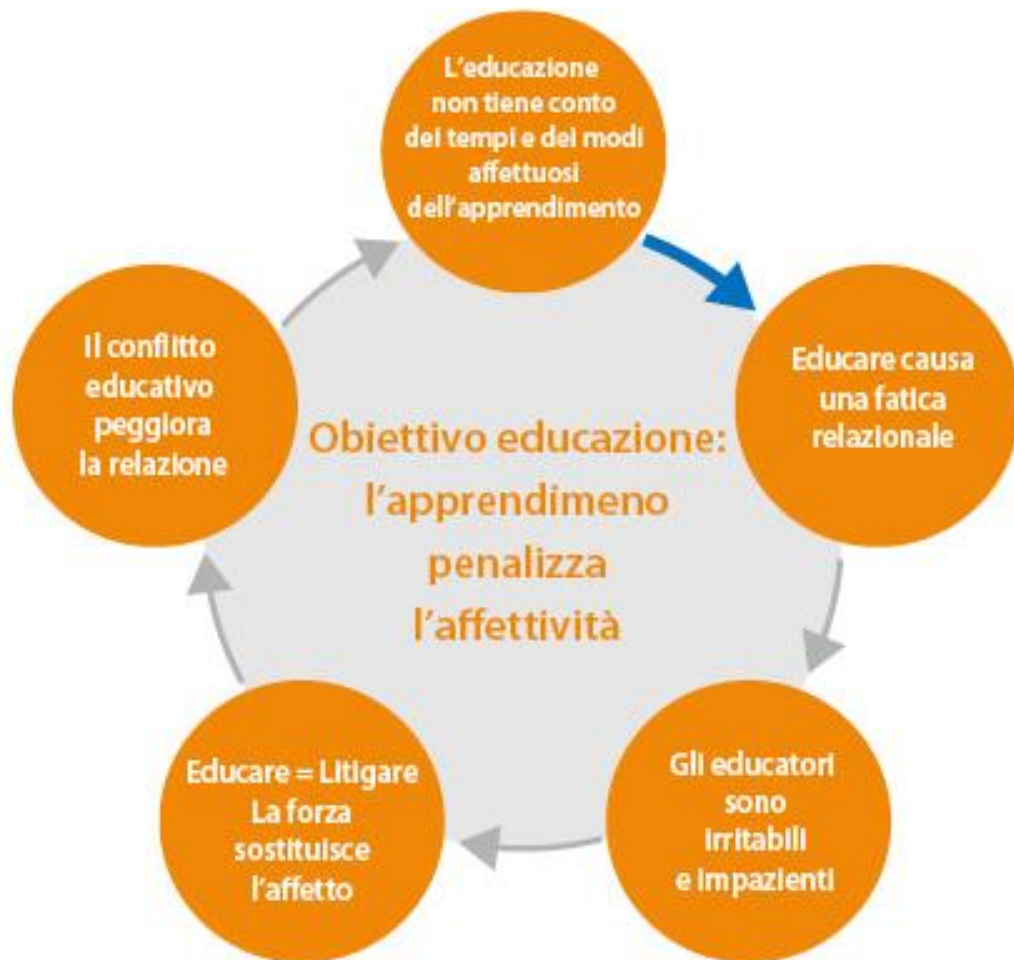 L'educazione
non tiene conto
dei tempi e dei modi
affettuosi
dell'apprendimento
Educare causa
una fatica
relazionale
Gli educatori
sono
irritabili
e impazienti
Educare = Litigare
La forza
sostituisce
l'affetto
Il conflitto
educativo
peggiora
la relazione
Obiettivo educazione:
l'apprendimeno
penalizza
l'affettività